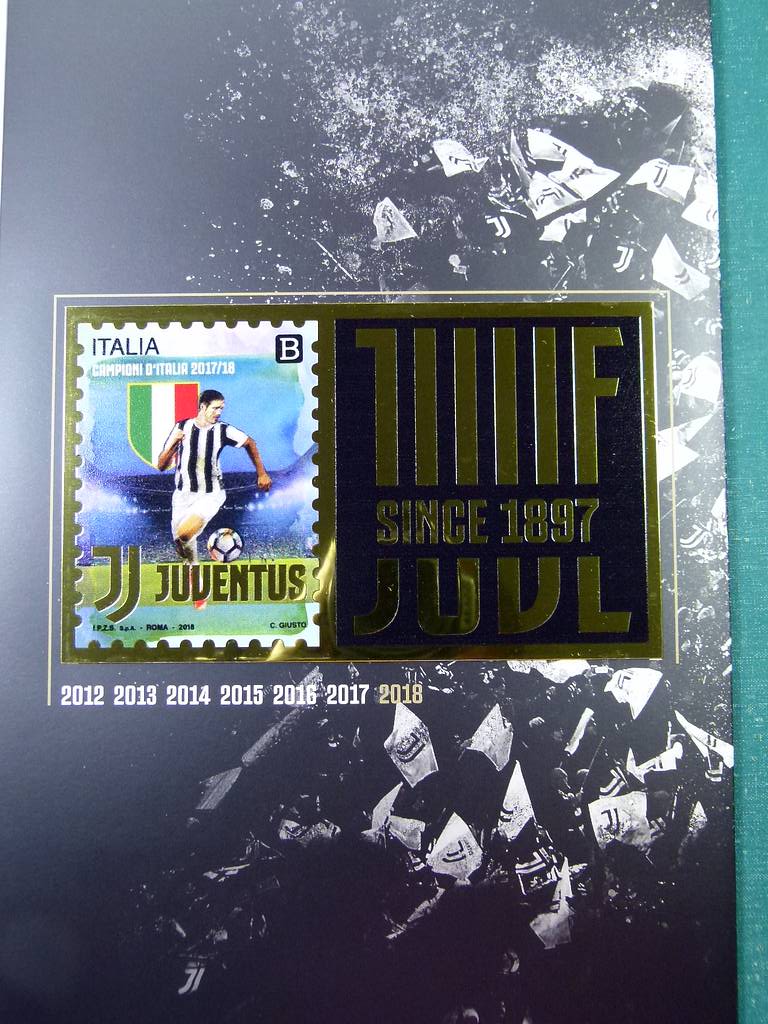 ITALIA B
CAMPIONI D'ITALIA 2017/18
JUVENTUS
I.P.Z.S. S.p.A. - ROMA - 2018 C. GIUSTO
SINCE 1897
2012 2013 2014 2015 2016 2017 2018